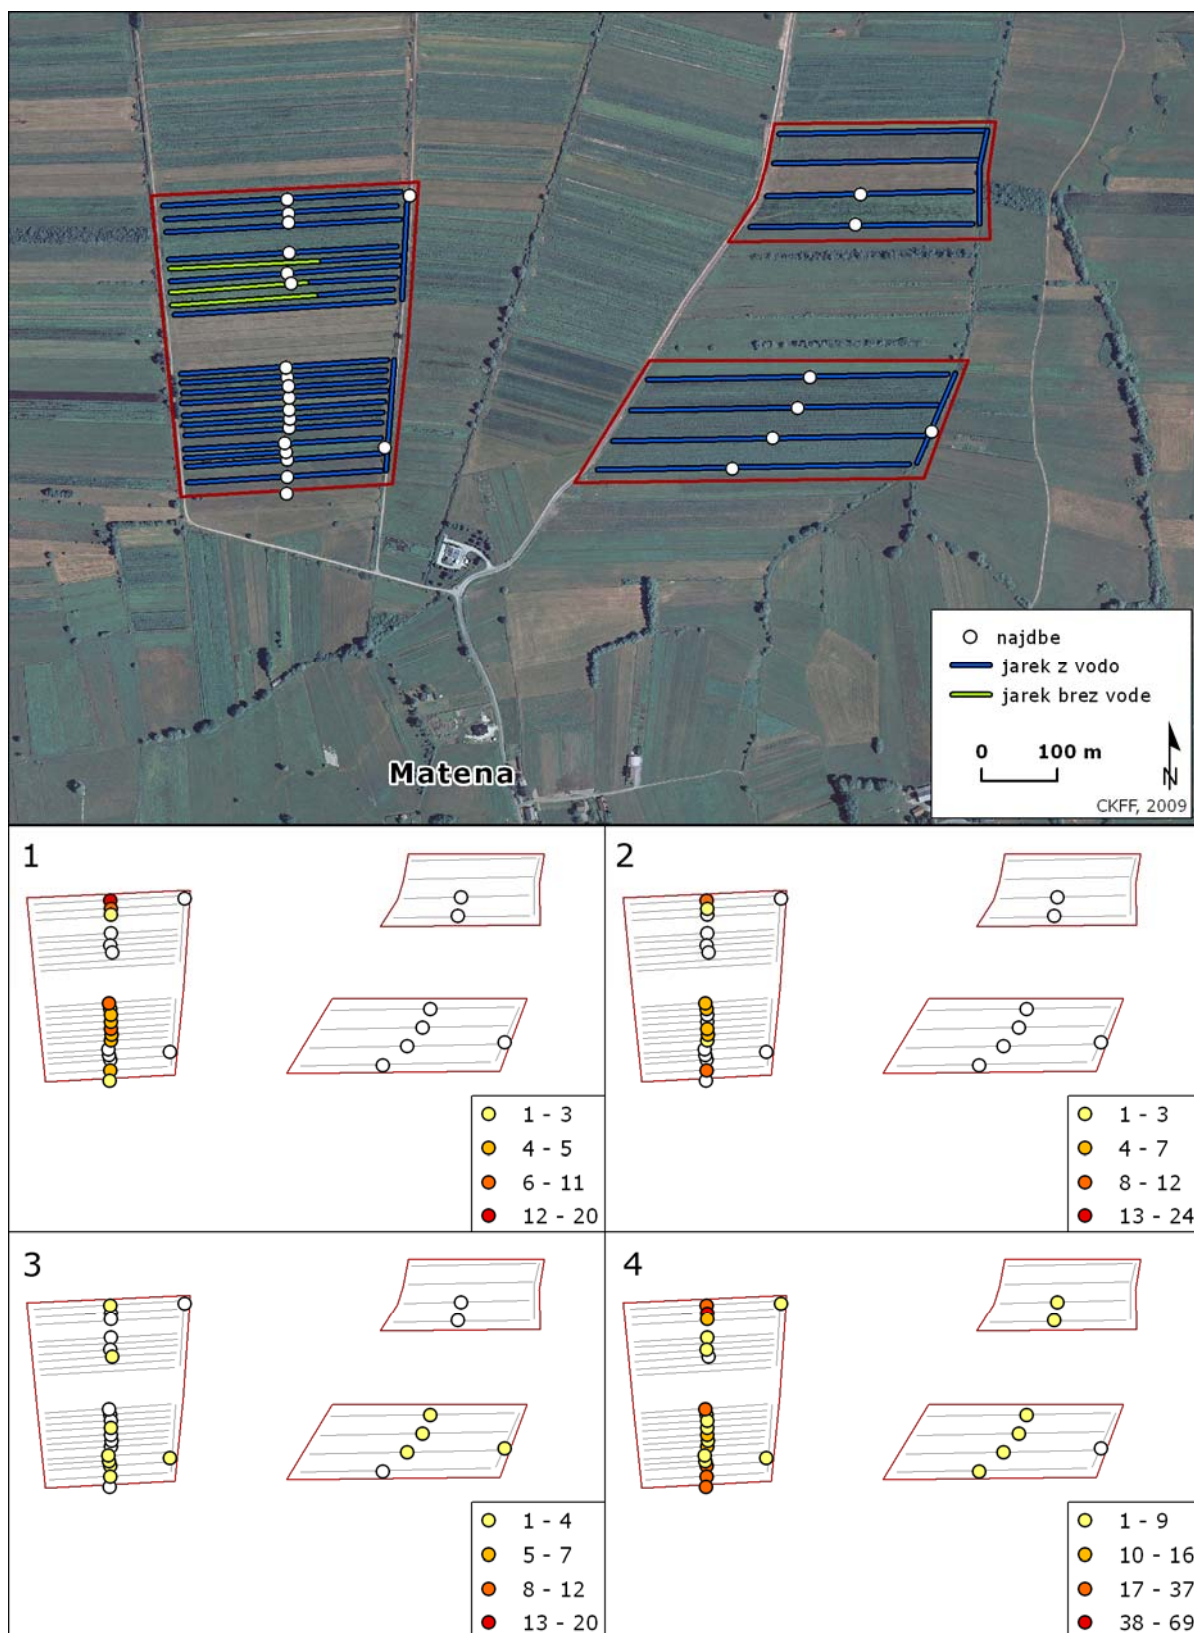 najdbe
jarek z vodo
jarek brez vode
0 100 m
N
Matena
CKFF, 2009
1
1 - 3
4 - 5
6 - 11
12 - 20
2
1 - 3
4 - 7
8 - 12
13 - 24
3
1 - 4
5 - 7
8 - 12
13 - 20
4
1 - 9
10 - 16
17 - 37
38 - 69